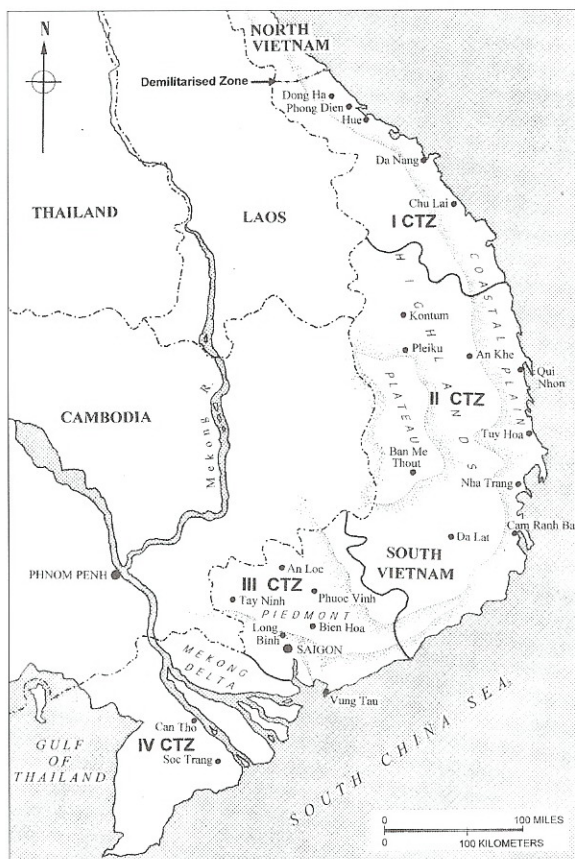 N
NORTH
VIETNAM
Demilitarised Zone
Dong Ha
Phong Dien
Hue
Da Nang
THAILAND
LAOS
Chu Lai
I CTZ
HIGHLANDS
COASTAL PLAIN
Kontum
Pleiku
An Khe
Qui
Nhon
CAMBODIA
Mekong R
PLATEAU
II CTZ
Tuy Hoa
Ban Me
Thout
Nha Trang
Cam Ranh Ba
Da Lat
SOUTH
VIETNAM
PHNOM PENH
An Loc
III CTZ
Phuoc Vinh
Tay Ninh
PIEDMONT
Long
Binh
Bien Hoa
SAIGON
MEKONG
DELTA
Vung Tau
SOUTH CHINA SEA
Can Tho
IV CTZ
Soc Trang
GULF
OF
THAILAND
0 100 MILES
0 100 KILOMETERS